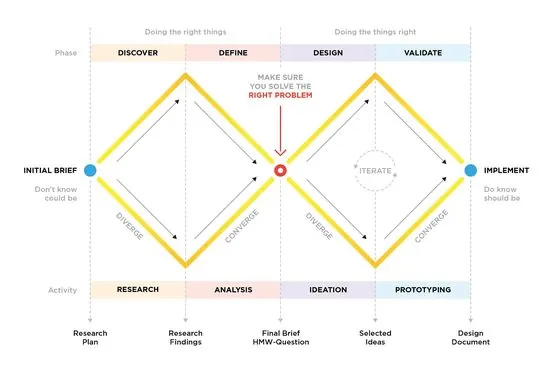 Doing the right things
Doing the things right
Phase
DISCOVER
DEFINE
DESIGN
VALIDATE
MAKE SURE
YOU SOLVE THE
RIGHT PROBLEM
INITIAL BRIEF
Don't know
could be
ITERATE
IMPLEMENT
Do know
should be
DIVERGE
CONVERGE
DIVERGE
CONVERGE
Activity
RESEARCH
ANALYSIS
IDEATION
PROTOTYPING
Research
Plan
Research
Findings
Final Brief
HMW-Question
Selected
Ideas
Design
Document